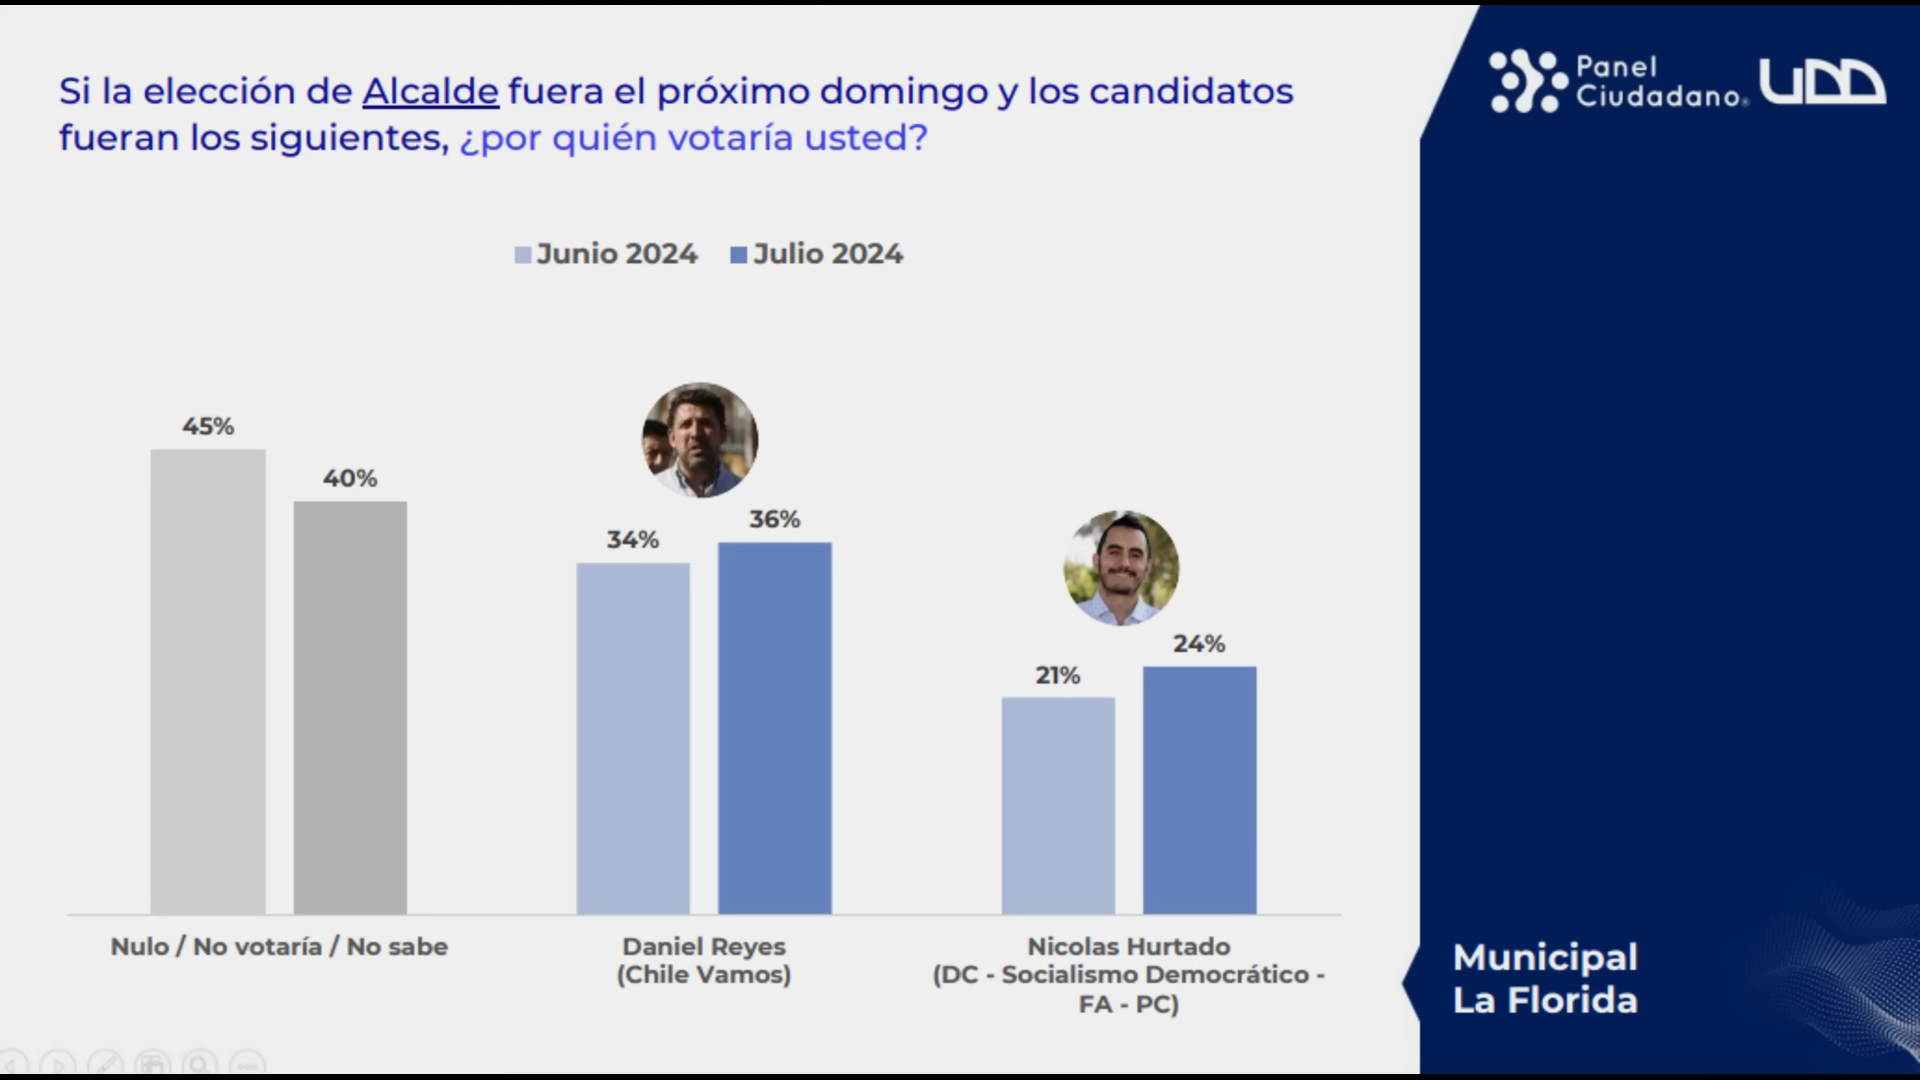 Si la elección de Alcalde fuera el próximo domingo y los candidatos
fueran los siguientes, ¿por quién votaría usted?
Panel
Ciudadano
UDD
Junio 2024
Julio 2024
45%
40%
34%
36%
21%
24%
Nulo / No votaría / No sabe
Daniel Reyes
(Chile Vamos)
Nicolas Hurtado
(DC - Socialismo Democrático -
FA - PC)
Municipal
La Florida